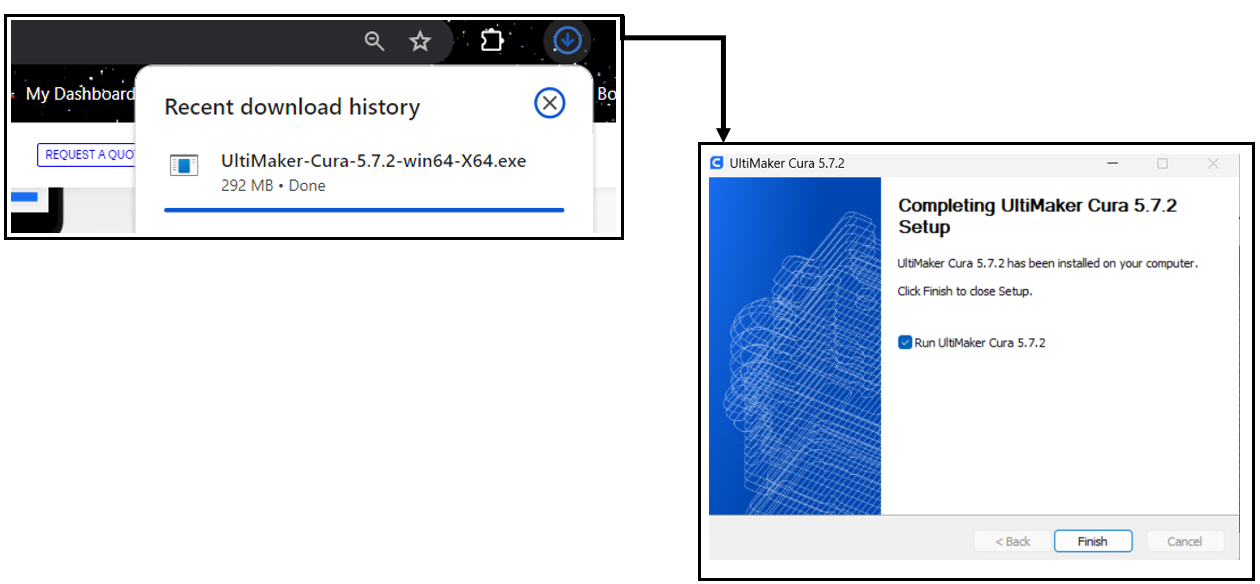 My Dashboard
Recent download history
Bo
REQUEST A QUO
UltiMaker-Cura-5.7.2-win64-X64.exe
292 MB • Done
UltiMaker Cura 5.7.2
Completing UltiMaker Cura 5.7.2
Setup
UltiMaker Cura 5.7.2 has been installed on your computer.
Click Finish to close Setup.
Run UltiMaker Cura 5.7.2
< Back
Finish
Cancel